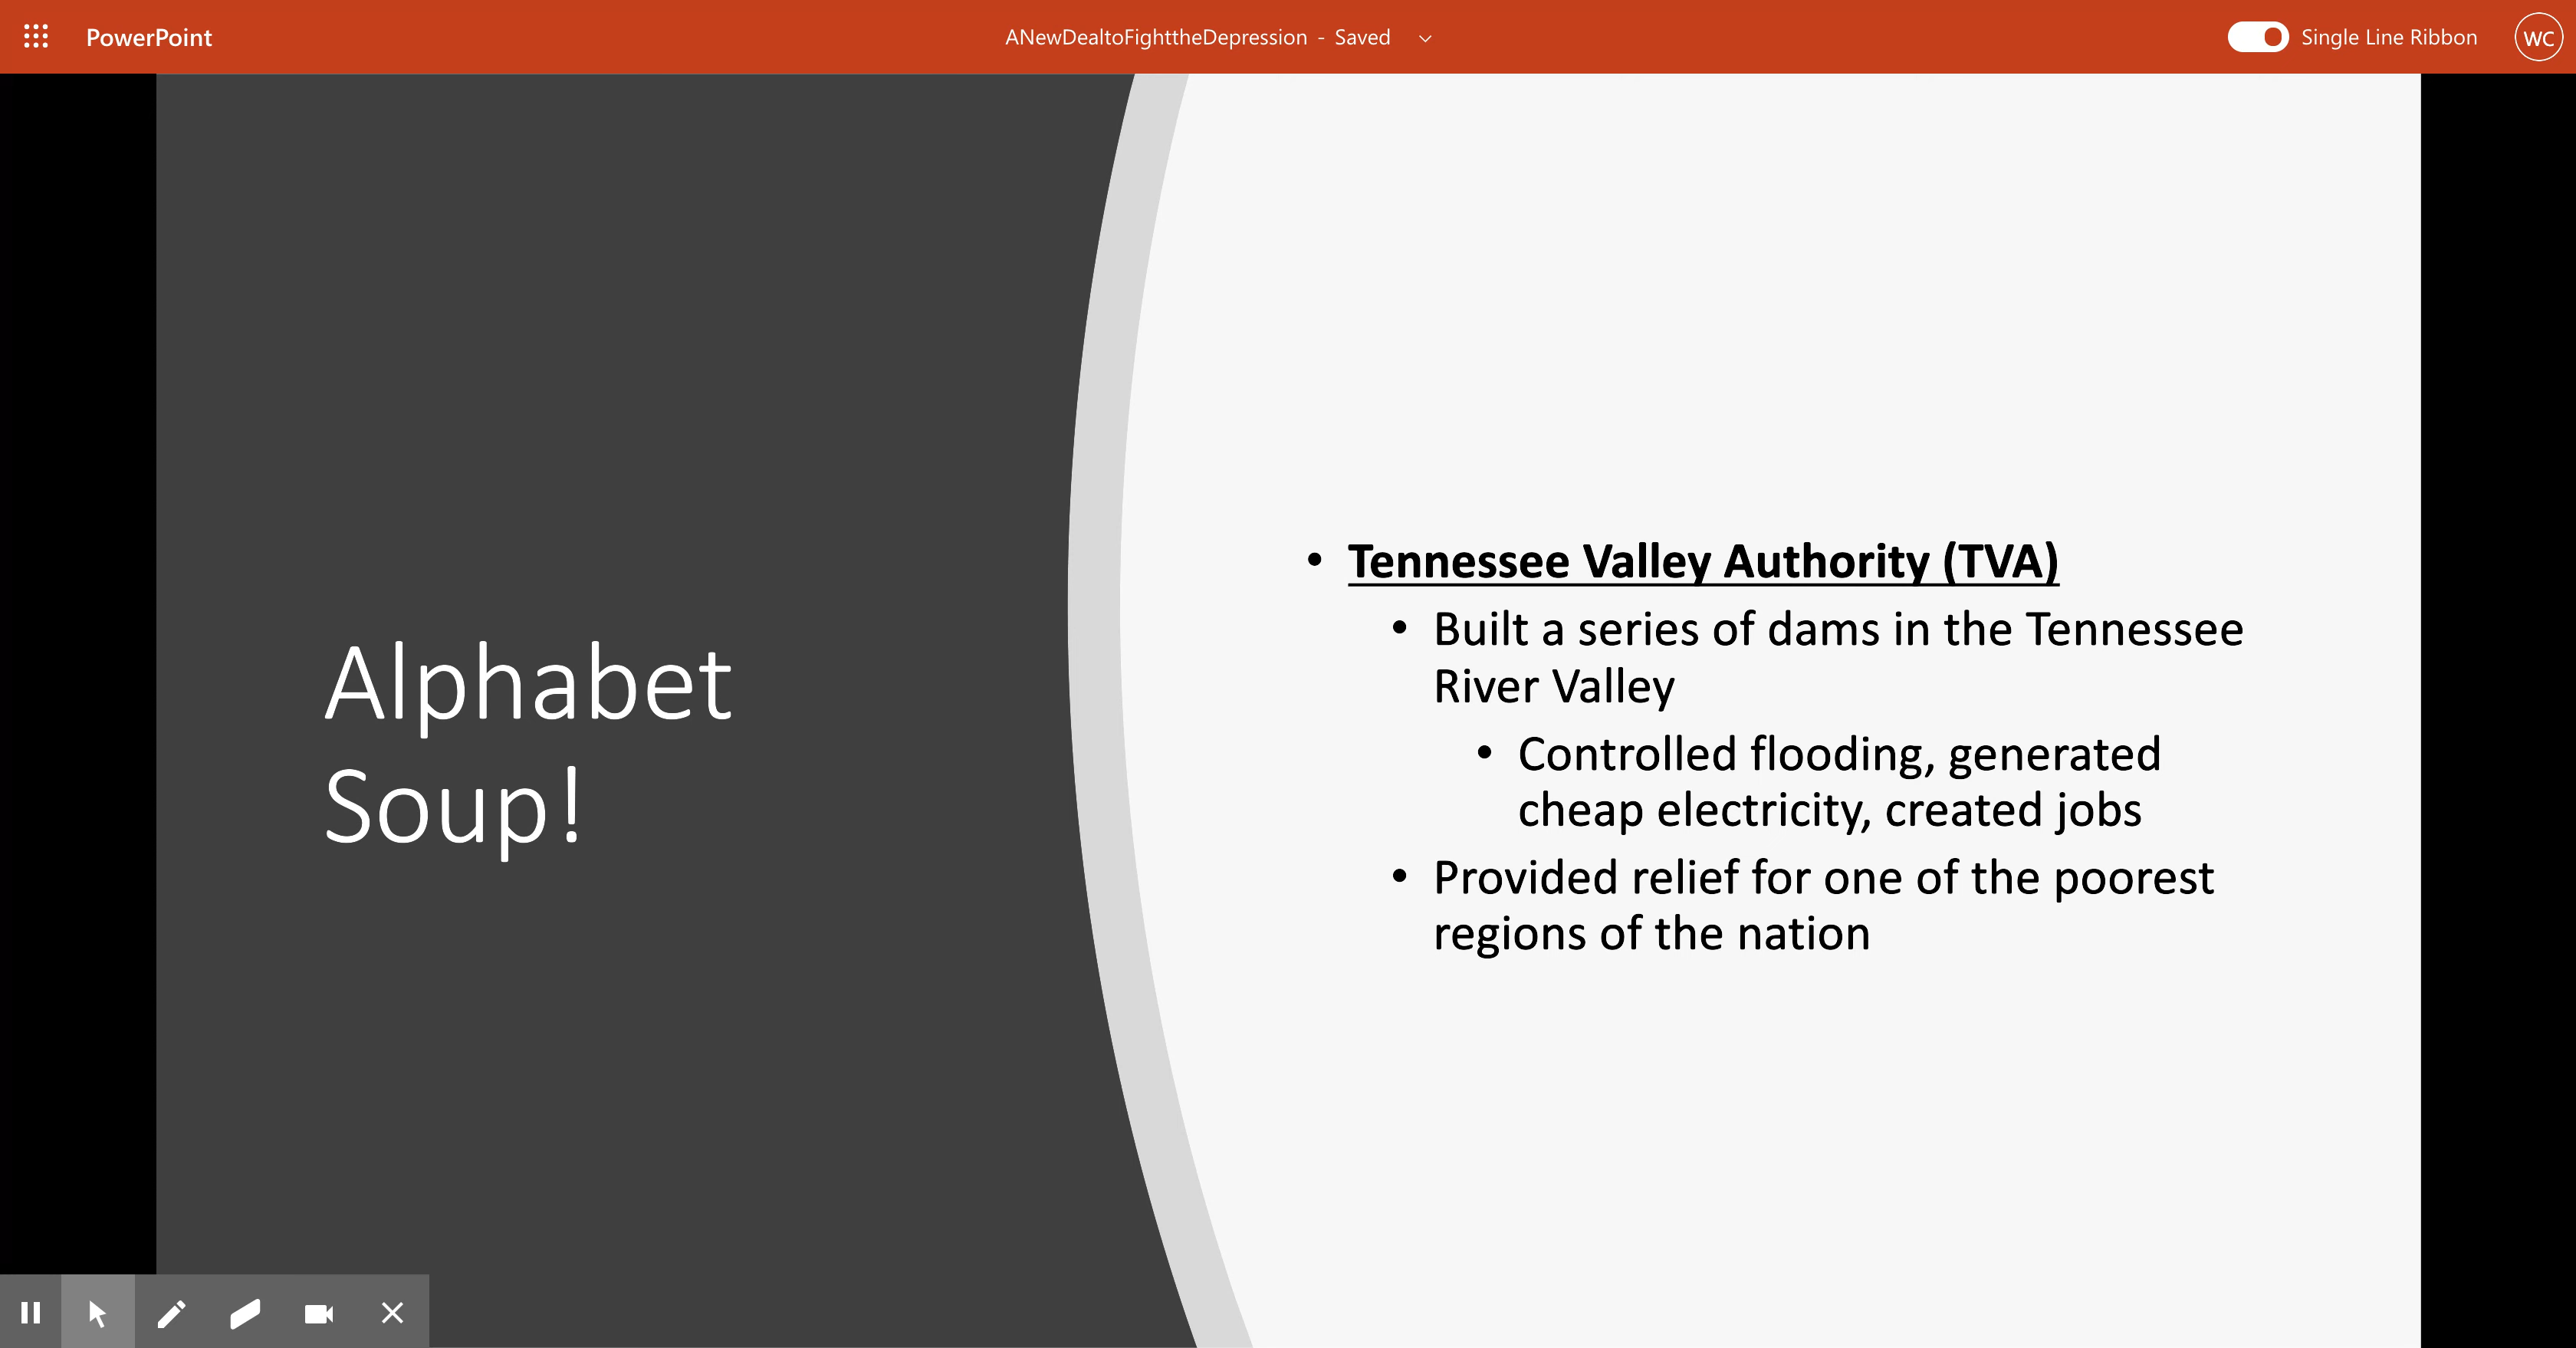 PowerPoint
ANewDealtoFighttheDepression - Saved
Single Line Ribbon
WC
Alphabet
Soup!
• Tennessee Valley Authority (TVA)
• Built a series of dams in the Tennessee
River Valley
• Controlled flooding, generated
cheap electricity, created jobs
• Provided relief for one of the poorest
regions of the nation